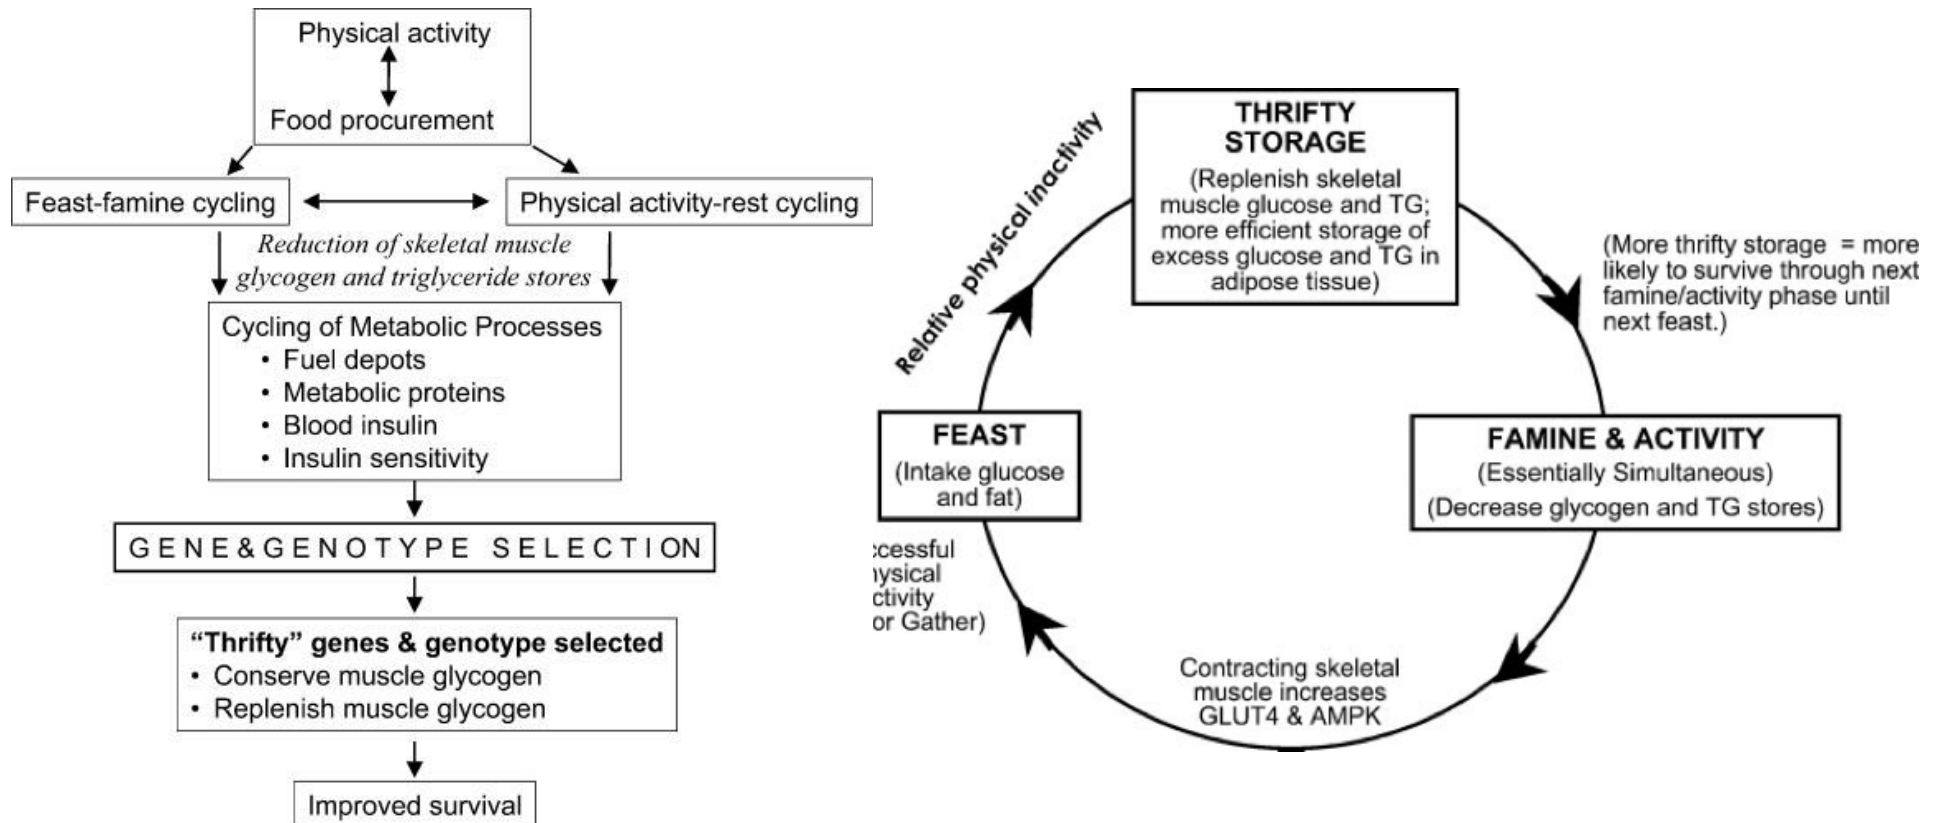 Physical activity
Food procurement
Feast-famine cycling
Physical activity-rest cycling
Reduction of skeletal muscle
glycogen and triglyceride stores
Cycling of Metabolic Processes
• Fuel depots
• Metabolic proteins
• Blood insulin
• Insulin sensitivity
GENE&GENOTYPE SELECTION
“Thrifty” genes & genotype selected
• Conserve muscle glycogen
• Replenish muscle glycogen
Improved survival
THRIFTY
STORAGE
(Replenish skeletal
muscle glucose and TG;
more efficient storage of
excess glucose and TG in
adipose tissue)
Relative physical inactivity
(More thrifty storage = more
likely to survive through next
famine/activity phase until
next feast.)
FEAST
(Intake glucose
and fat)
FAMINE & ACTIVITY
(Essentially Simultaneous)
(Decrease glycogen and TG stores)
ccessful
ysical
ctivity
or Gather)
Contracting skeletal
muscle increases
GLUT4 & AMPK